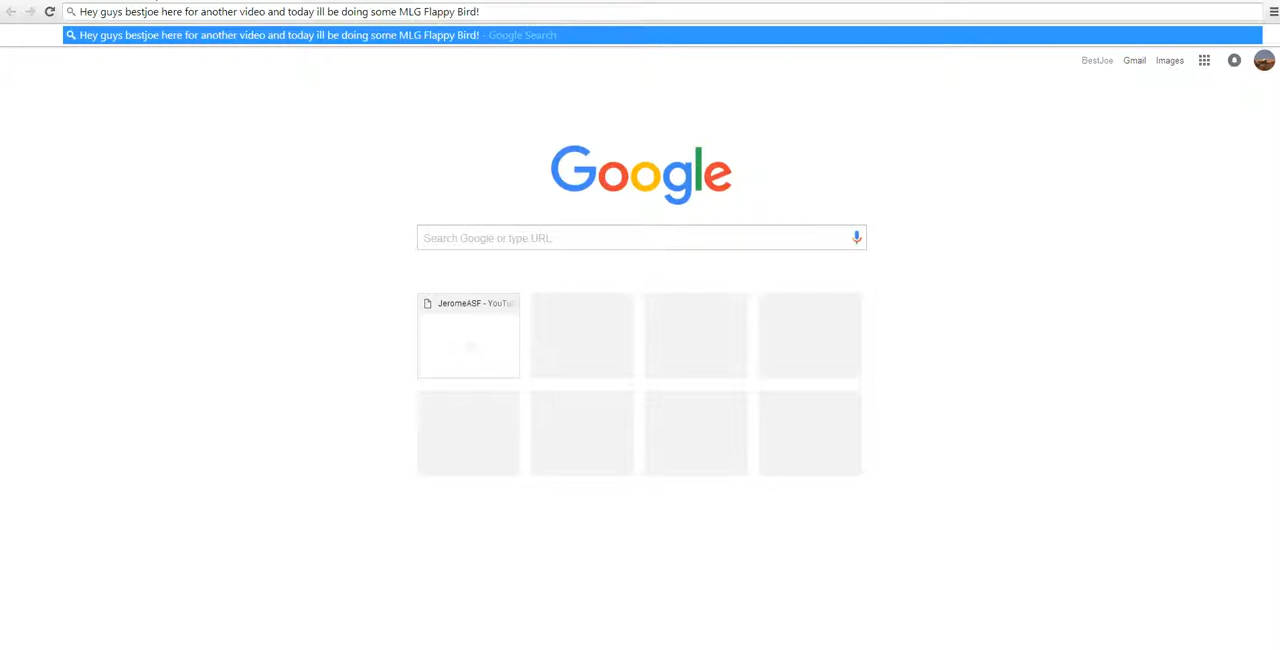 Hey guys bestjoe here for another video and today ill be doing some MLG Flappy Bird!
Hey guys bestjoe here for another video and today ill be doing some MLG Flappy Bird! - Google Search
BestJoe Gmail Images
Google
Search Google or type URL
JeromeASF - YouTu